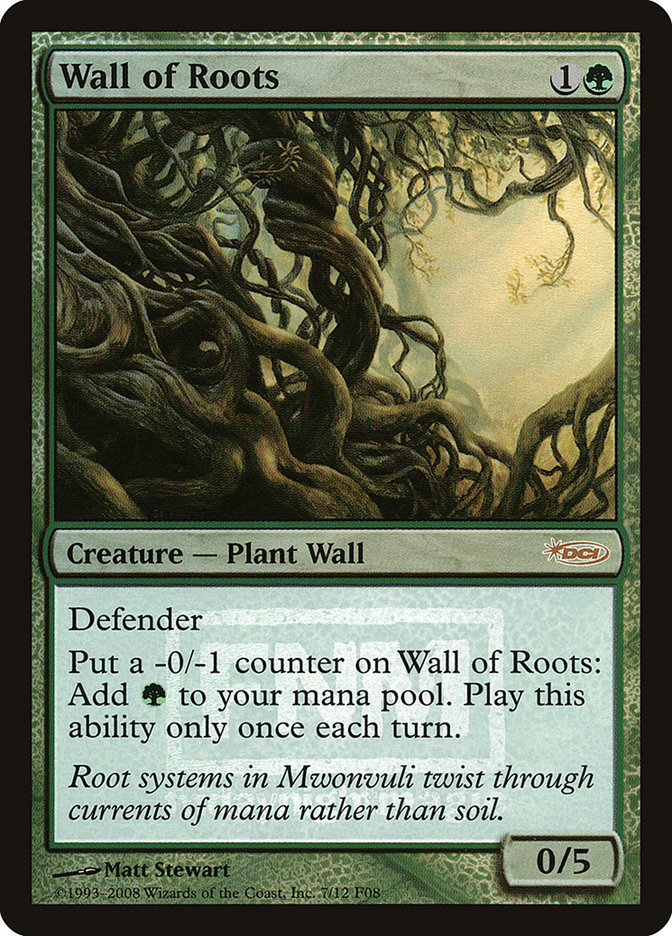 Wall of Roots 1
Creature — Plant Wall DCI
Defender
Put a -0/-1 counter on Wall of Roots:
Add to your mana pool. Play this
ability only once each turn.
Root systems in Mwonvuli twist through
currents of mana rather than soil.
0/5
Matt Stewart
©1993-2008 Wizards of the Coast, Inc. 7/12 F08
FNM